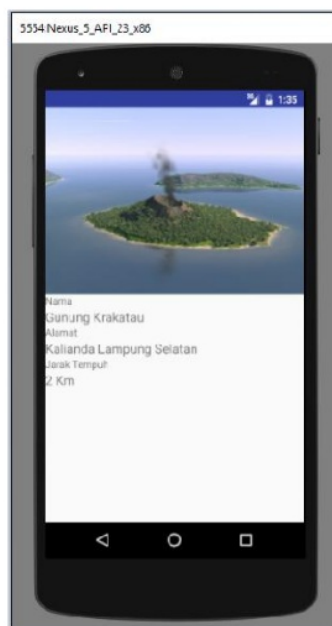 5554:Nexus_5_API_23_x86
1:35
Nama
Gunung Krakatau
Alamat
Kalianda Lampung Selatan
Jarak Tempuh
2 Km